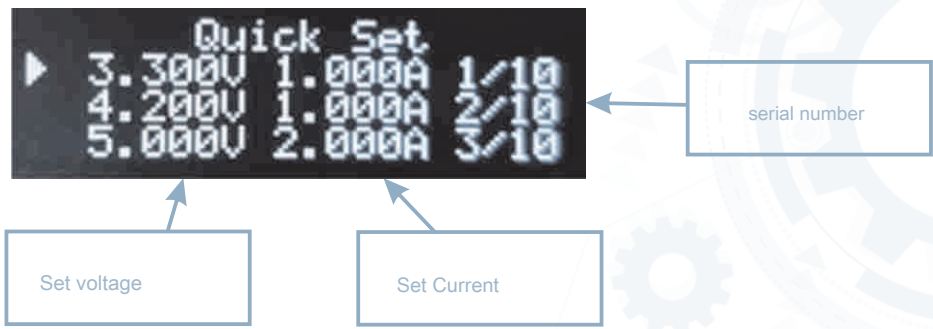 Quick Set
3.300V 1.000A 1/10
4.200V 1.000A 2/10
5.000V 2.000A 3/10
serial number
Set voltage
Set Current